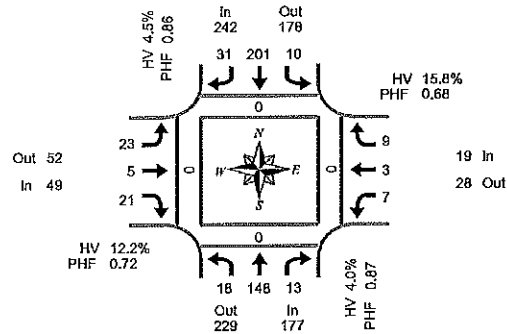 HV 4.5%
PHF 0.86
In
242
Out
178
31 201 10
HV 15.8%
PHF 0.68
0
23
5
21
Out 52
In 49
0
N
W E
S
0
9
3
7
19 In
28 Out
0
HV 12.2%
PHF 0.72
18 146 13
Out
229
In
177
HV 4.0%
PHF 0.87